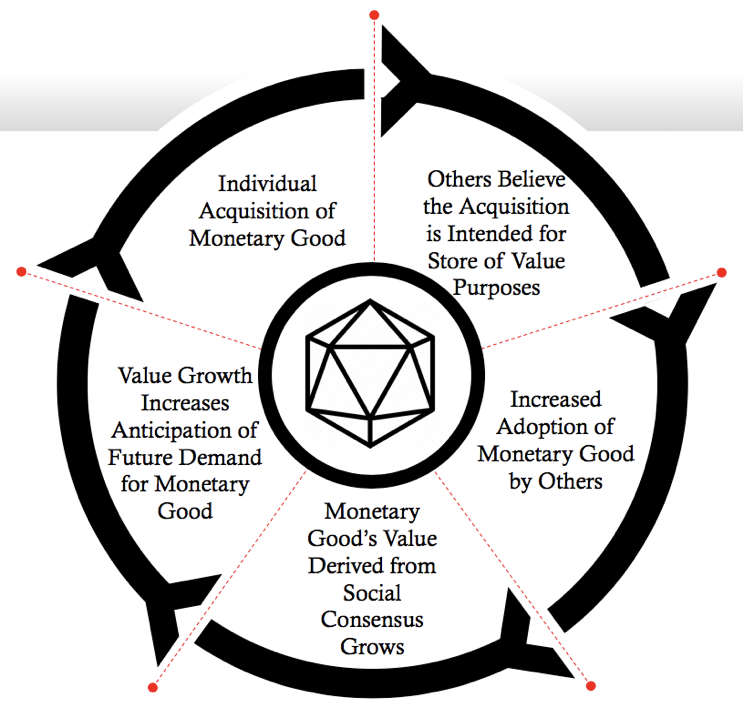 Individual
Acquisition of
Monetary Good
Others Believe
the Acquisition
is Intended for
Store of Value
Purposes
Increased
Adoption of
Monetary Good
by Others
Monetary
Good's Value
Derived from
Social
Consensus
Grows
Value Growth
Increases
Anticipation of
Future Demand
for Monetary
Good